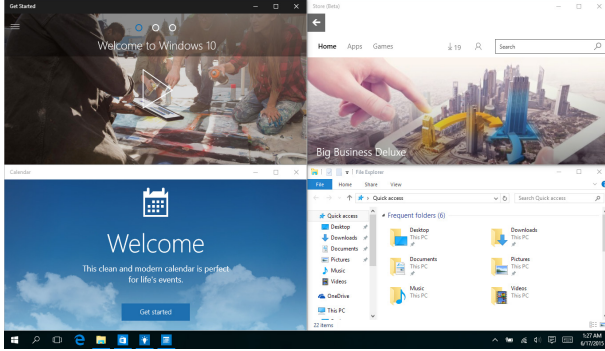 Get Started
Welcome to Windows 10
Store (Beta)
Home Apps Games
19
Search
Big Business Deluxe
Calendar
Welcome
This clean and modern calendar is perfect
for life's events.
Get started
File Explorer
File Home Share View
Quick access
Search Quick access
Quick access
Desktop
Downloads
Documents
Pictures
Music
Videos
OneDrive
This PC
Frequent folders (6)
Desktop
This PC
Downloads
This PC
Documents
This PC
Pictures
This PC
Music
This PC
Videos
This PC
22 items
1:27 AM
6/17/2015